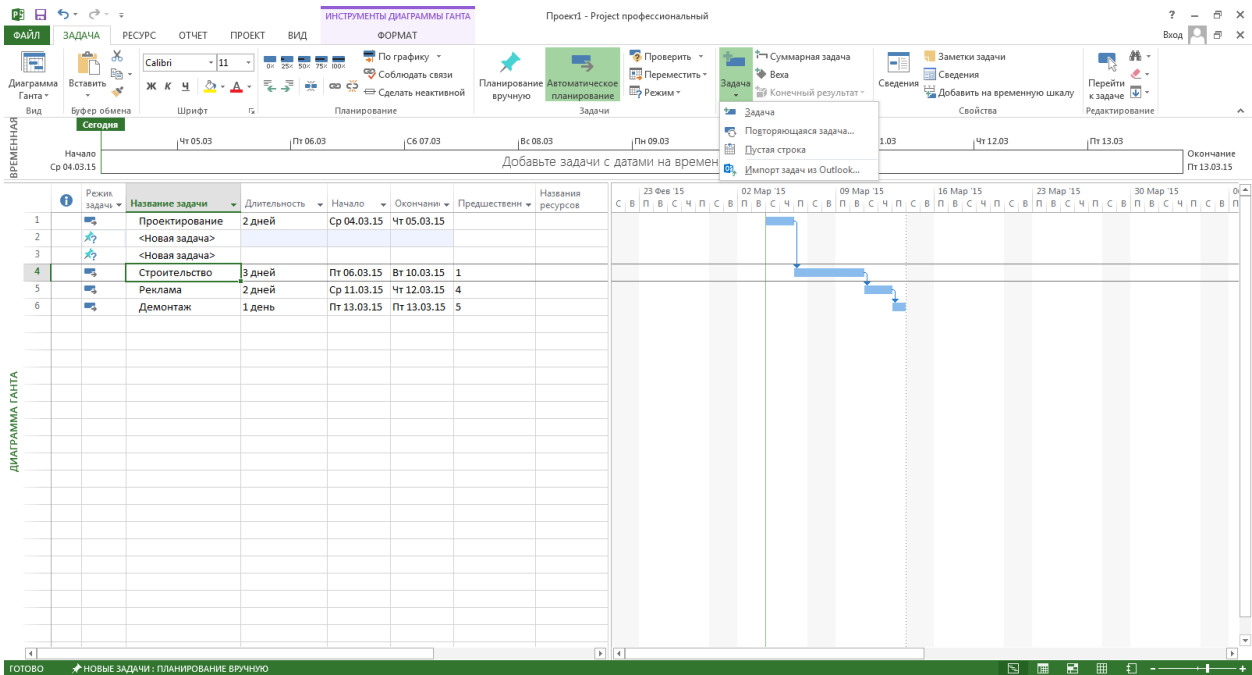 ИНСТРУМЕНТЫ ДИАГРАММЫ ГАНТА
Проект1 - Project профессиональный
ФАЙЛ ЗАДАЧА РЕСУРС ОТЧЕТ ПРОЕКТ ВИД ФОРМАТ Вход
Диаграмма Ганта
Вид
Вставить
Буфер обмена
Calibri 11
Ж К Ч А
Шрифт
0× 25× 50× 75× 100×
По графику
Соблюдать связи
Сделать неактивной
Планирование
Планирование вручную
Автоматическое планирование
Проверить
Переместить
Режим
Задачи
Задача
Суммарная задача
Веха
Конечный результат
Задача
Повторяющаяся задача...
Пустая строка
Импорт задач из Outlook...
Сведения
Заметки задачи
Сведения
Добавить на временную шкалу
Свойства
Перейти к задаче
Редактирование
ВРЕМЕННАЯ
Сегодня
Чт 05.03 Пт 06.03 Сб 07.03 Вс 08.03 Пн 09.03 1.03 Чт 12.03 Пт 13.03
Начало
Ср 04.03.15
Добавьте задачи с датами на времен
Окончание
Пт 13.03.15
ДИАГРАММА ГАНТА
Режим задачи Название задачи Длительность Начало Окончани Предшественн Названия ресурсов
1 Проектирование 2 дней Ср 04.03.15 Чт 05.03.15
2 <Новая задача>
3 <Новая задача>
4 Строительство 3 дней Пт 06.03.15 Вт 10.03.15 1
5 Реклама 2 дней Ср 11.03.15 Чт 12.03.15 4
6 Демонтаж 1 день Пт 13.03.15 Пт 13.03.15 5
23 Фев '15 02 Мар '15 09 Мар '15 16 Мар '15 23 Мар '15 30 Мар '15 0
С В П В С Ч П С В П В С Ч П С В П В С Ч П С В П В С Ч П С В П В С Ч П С В П В С Ч П С В П
ГОТОВО НОВЫЕ ЗАДАЧИ : ПЛАНИРОВАНИЕ ВРУЧНУЮ